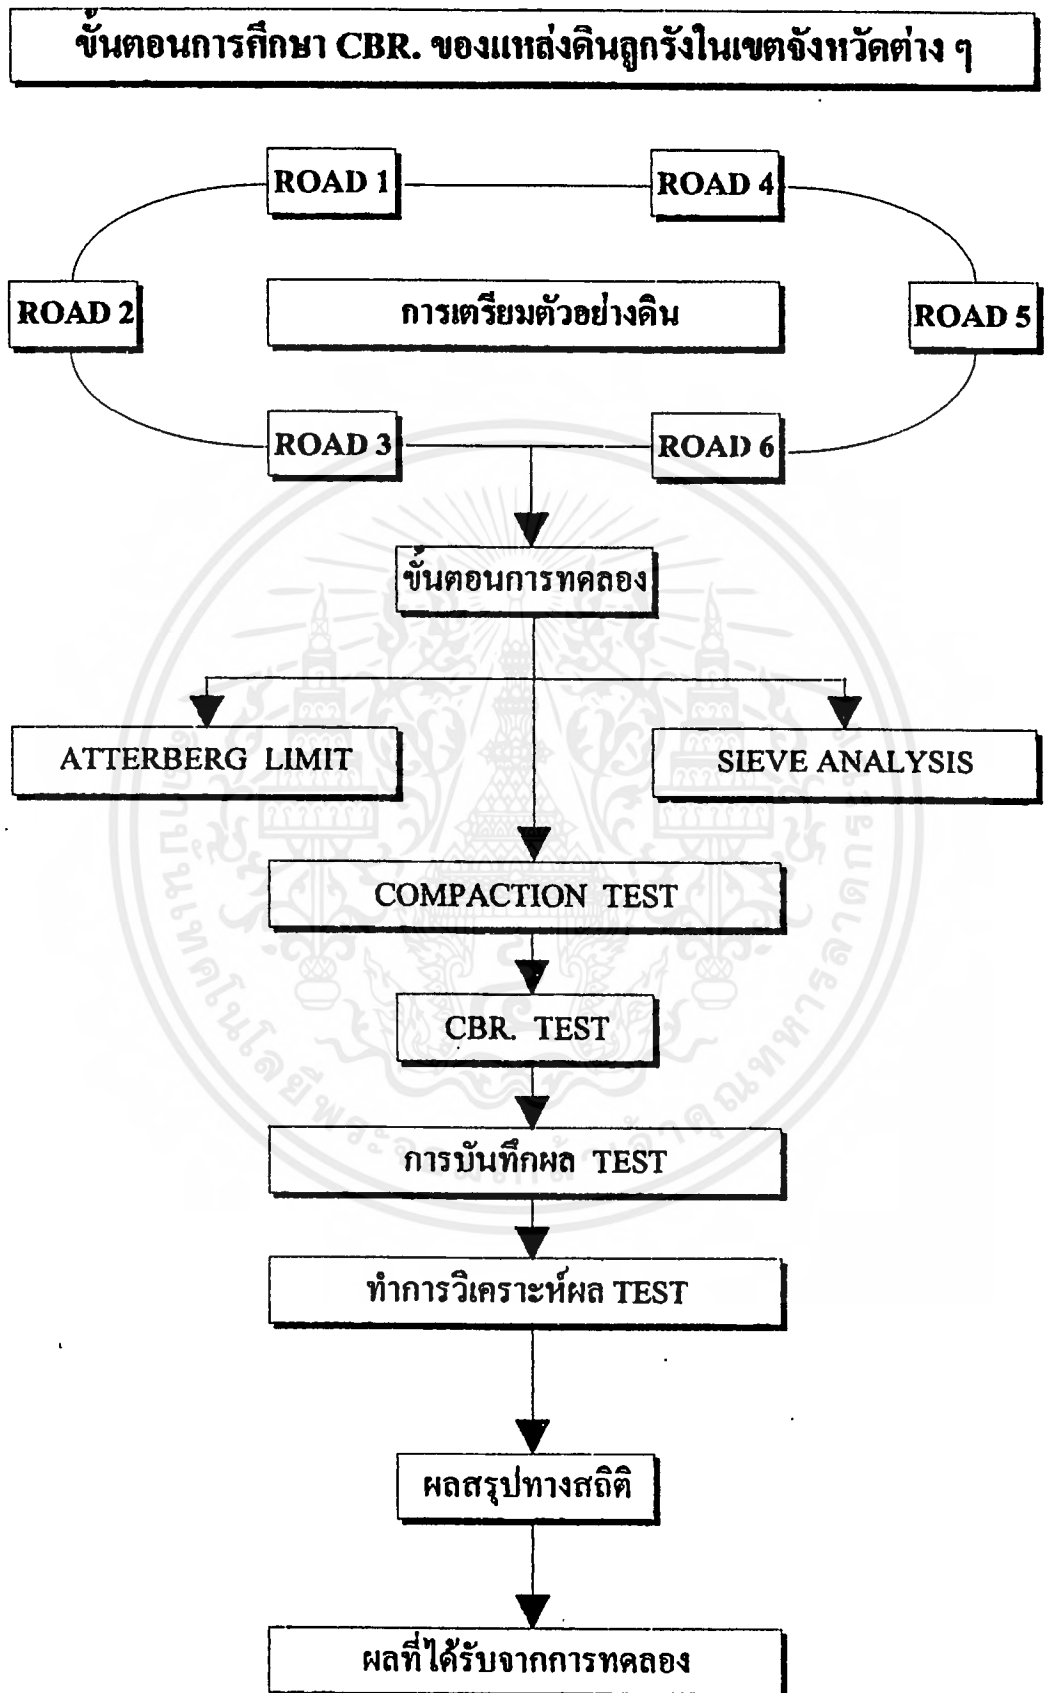 ขั้นตอนการศึกษา CBR. ของแหล่งดินลูกรังในเขตจังหวัดต่าง ๆ
ROAD 1
ROAD 4
ROAD 2
การเตรียมตัวอย่างดิน
ROAD 5
ROAD 3
ROAD 6
ขั้นตอนการทดลอง
ATTERBERG LIMIT
SIEVE ANALYSIS
COMPACTION TEST
CBR. TEST
การบันทึกผล TEST
ทำการวิเคราะห์ผล TEST
ผลสรุปทางสถิติ
ผลที่ได้รับจากการทดลอง